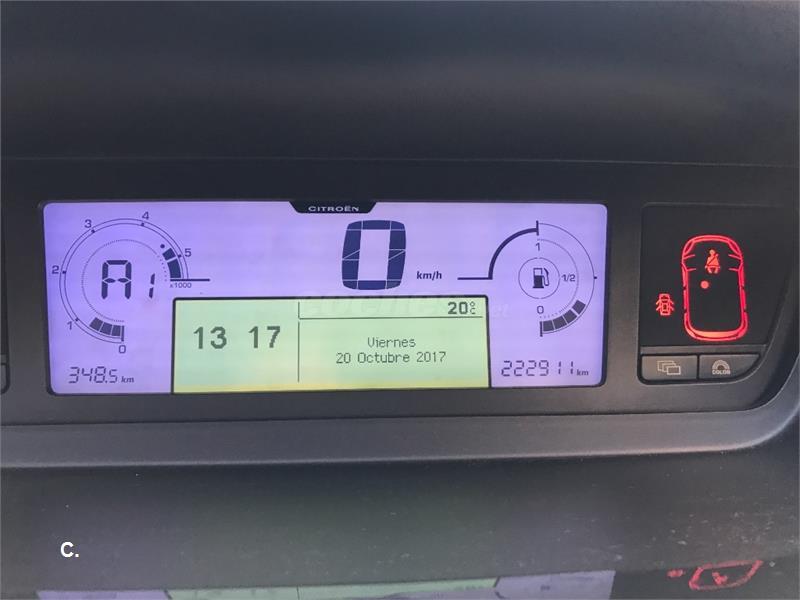 CITROËN
3
4
2
5
x1000
1
0
A1
348.5 km
0 km/h
13 17
20°C
Viernes
20 Octubre 2017
1
1/2
0
222911 km
COLOR
C.